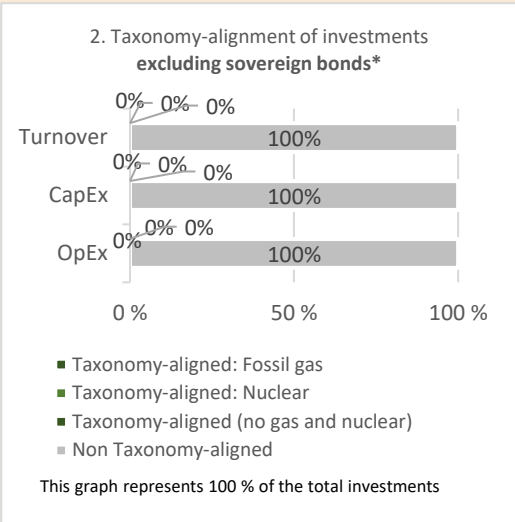 2. Taxonomy-alignment of investments
excluding sovereign bonds*
0% 0% 0%
Turnover 100%
0% 0% 0%
CapEx 100%
0% 0% 0%
OpEx 100%
0 % 50 % 100 %
Taxonomy-aligned: Fossil gas
Taxonomy-aligned: Nuclear
Taxonomy-aligned (no gas and nuclear)
Non Taxonomy-aligned
This graph represents 100 % of the total investments